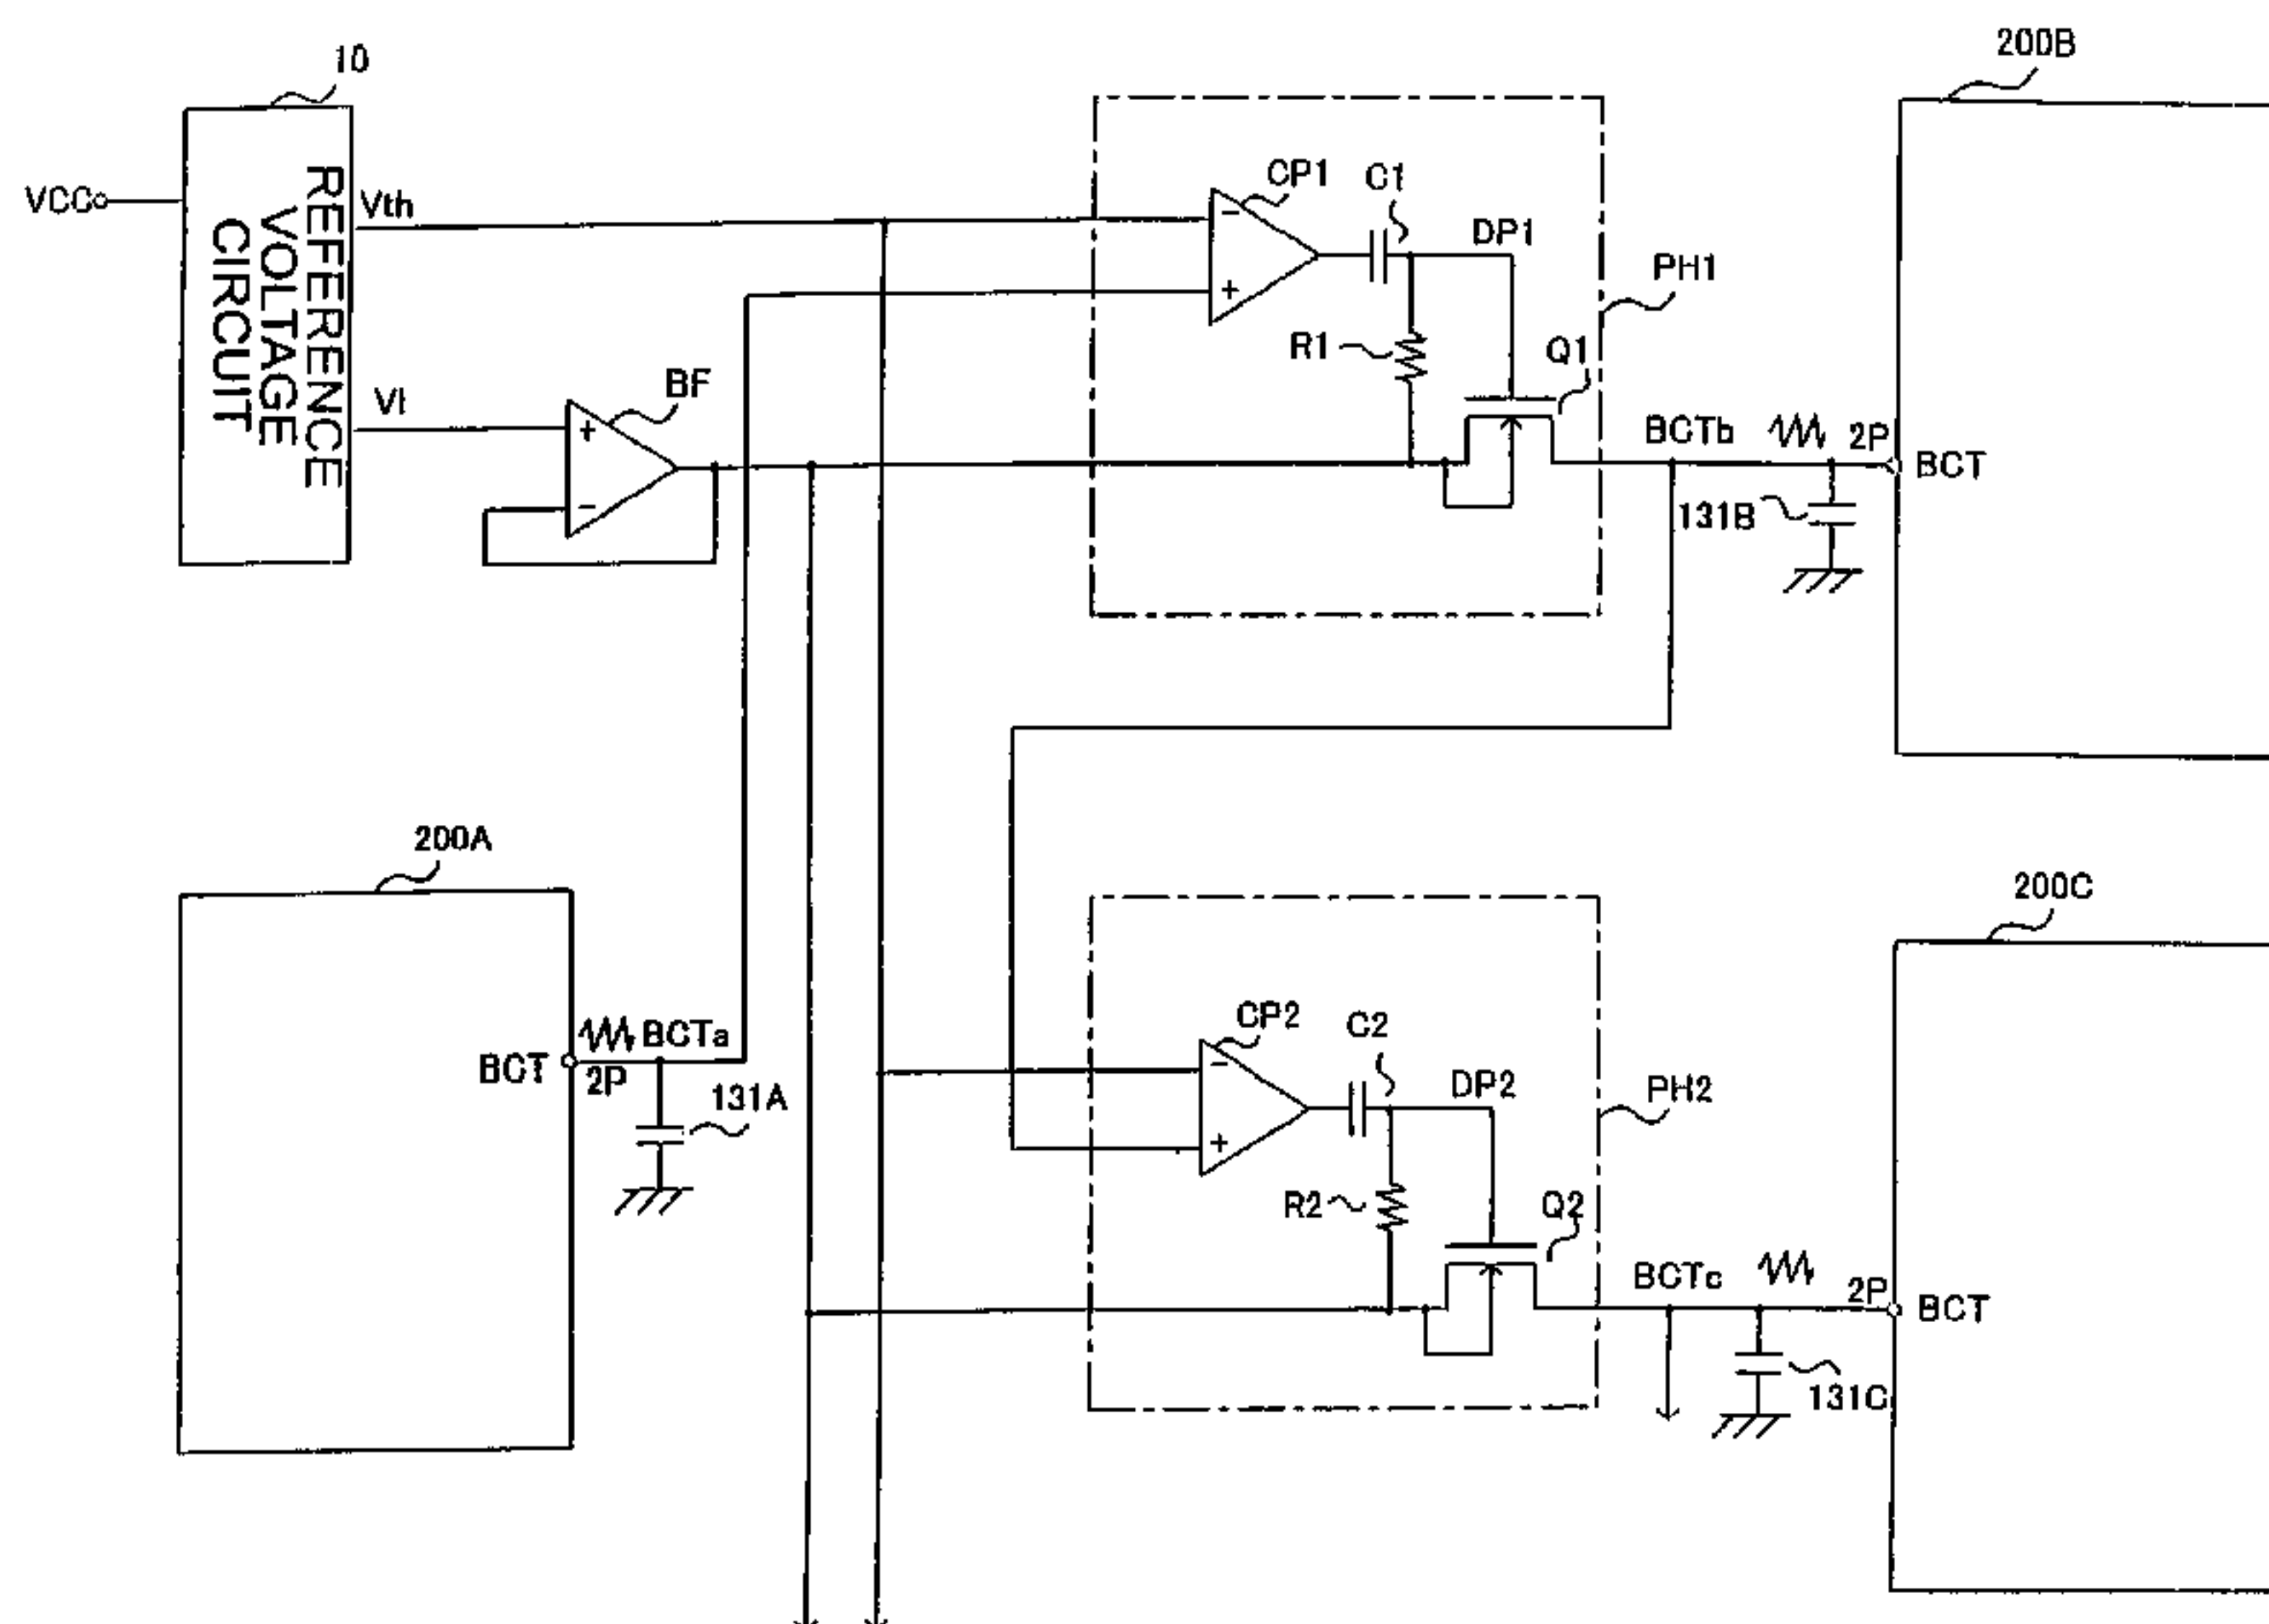 10
VCC
REFERENCE
VOLTAGE
CIRCUIT
Vth
Vl
BF
+
-
CP1
-
+
C1
DP1
R1
Q1
PH1
BCTb
2P
BCT
131B
200B
200A
BCT
BCTa
2P
131A
CP2
-
+
C2
DP2
R2
Q2
PH2
BCTc
2P
BCT
131C
200C